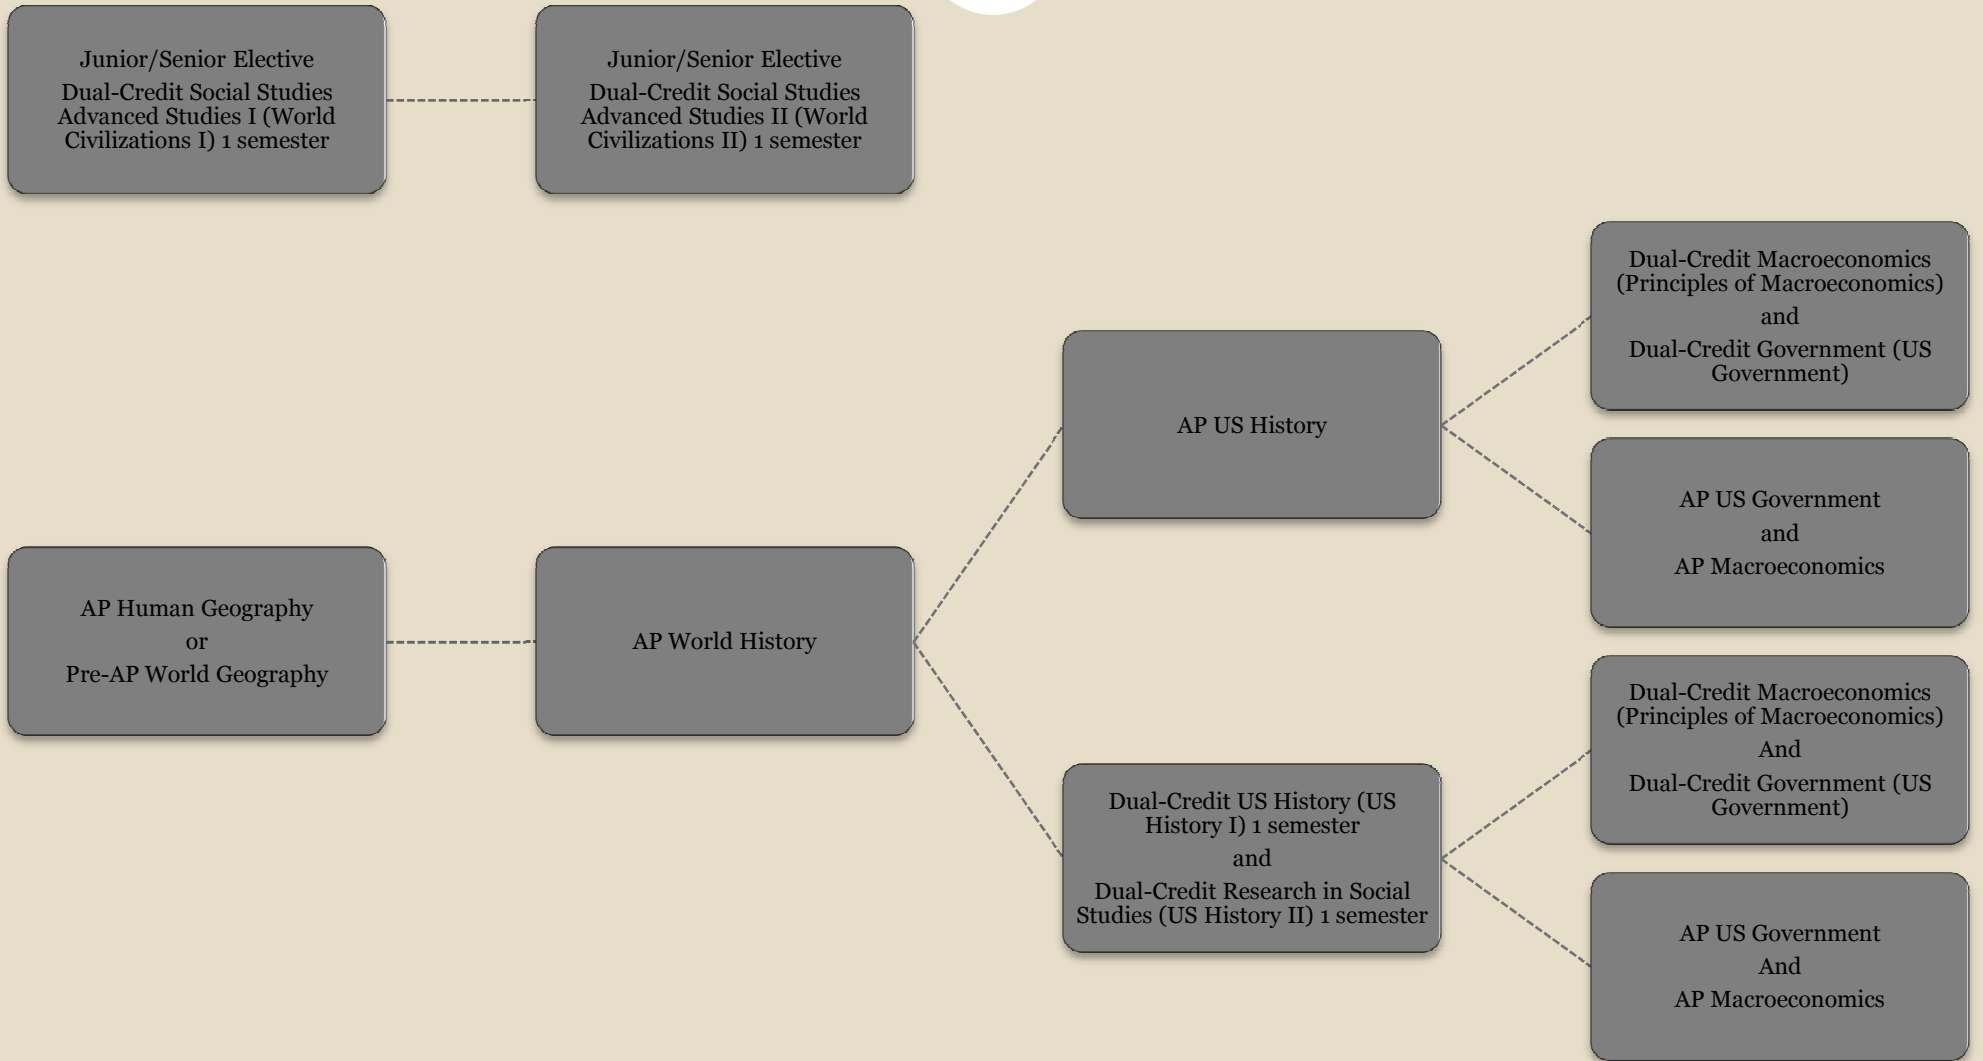 Junior/Senior Elective
Dual-Credit Social Studies
Advanced Studies I (World
Civilizations I) 1 semester
Junior/Senior Elective
Dual-Credit Social Studies
Advanced Studies II (World
Civilizations II) 1 semester
AP Human Geography
or
Pre-AP World Geography
AP World History
AP US History
Dual-Credit US History (US
History I) 1 semester
and
Dual-Credit Research in Social
Studies (US History II) 1 semester
Dual-Credit Macroeconomics
(Principles of Macroeconomics)
and
Dual-Credit Government (US
Government)
AP US Government
and
AP Macroeconomics
Dual-Credit Macroeconomics
(Principles of Macroeconomics)
And
Dual-Credit Government (US
Government)
AP US Government
And
AP Macroeconomics